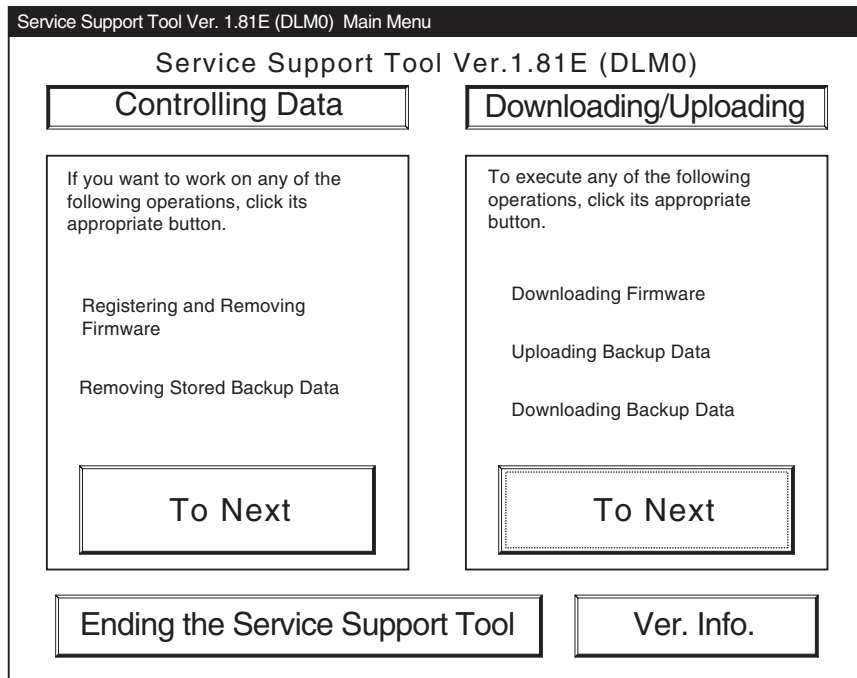 Service Support Tool Ver. 1.81E (DLM0) Main Menu
Service Support Tool Ver.1.81E (DLM0)
Controlling Data
If you want to work on any of the
following operations, click its
appropriate button.
Registering and Removing
Firmware
Removing Stored Backup Data
To Next
Downloading/Uploading
To execute any of the following
operations, click its appropriate
button.
Downloading Firmware
Uploading Backup Data
Downloading Backup Data
To Next
Ending the Service Support Tool
Ver. Info.